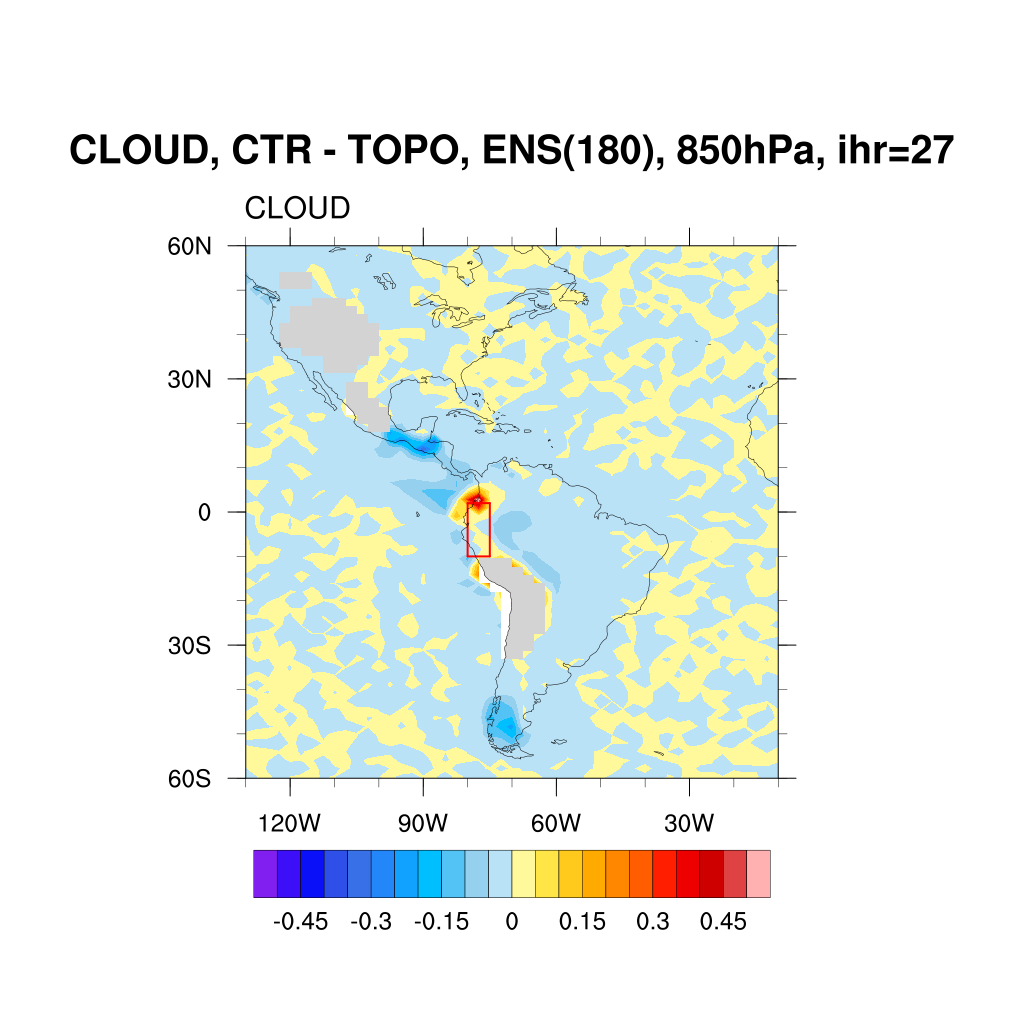 CLOUD, CTR - TOPO, ENS(180), 850hPa, ihr=27
CLOUD
60N
30N
0
30S
60S
120W 90W 60W 30W
-0.45 -0.3 -0.15 0 0.15 0.3 0.45